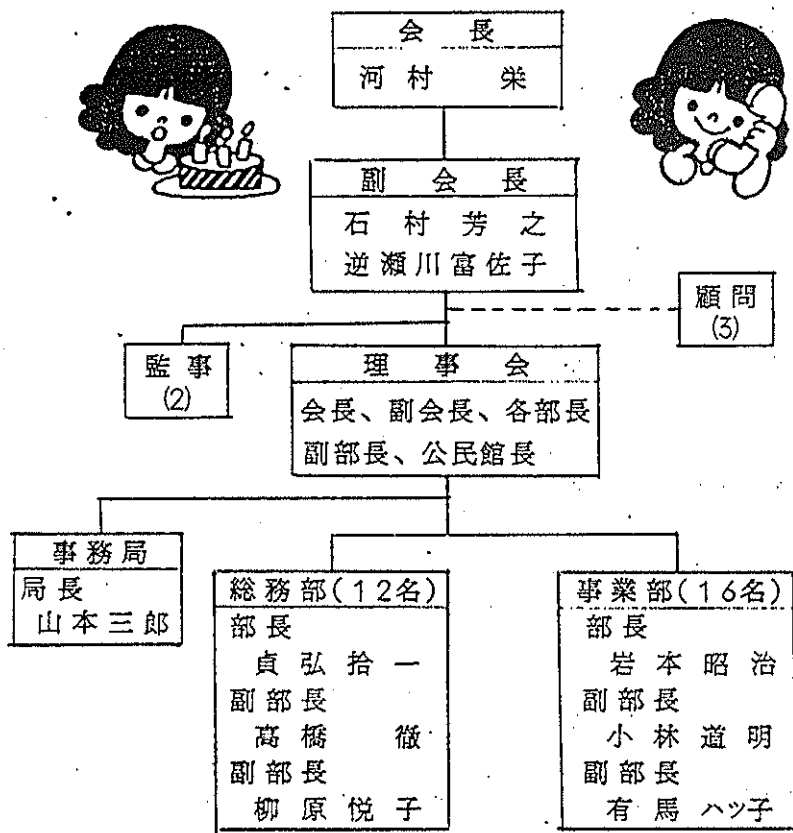 会長
河村 栄
副会長
石村芳之
逆瀬川富佐子
顧問
(3)
監事
(2)
理事会
会長、副会長、各部長
副部長、公民館長
事務局
局長
山本三郎
総務部(12名)
部長
貞弘拾一
副部長
髙橋 徹
副部長
柳原悦子
事業部(16名)
部長
岩本昭治
副部長
小林道明
副部長
有馬ハツ子